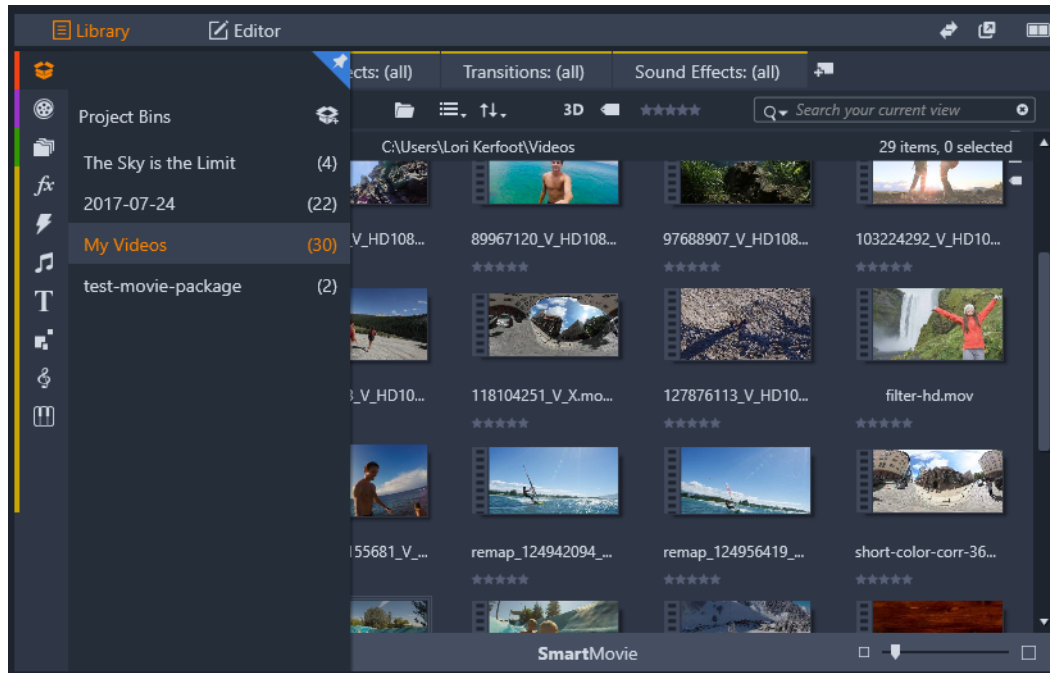 Library Editor
ects: (all) Transitions: (all) Sound Effects: (all)
Project Bins 3D Search your current view
C:\Users\Lori Kerfoot\Videos 29 items, 0 selected
The Sky is the Limit (4)
2017-07-24 (22)
My Videos (30)
test-movie-package (2)
_V_HD108... 89967120_V_HD108... 97688907_V_HD108... 103224292_V_HD10...
fx
T
3_V_HD10... 118104251_V_X.mo... 127876113_V_HD10... filter-hd.mov
155681_V_... remap_124942094_... remap_124956419_... short-color-corr-36...
SmartMovie